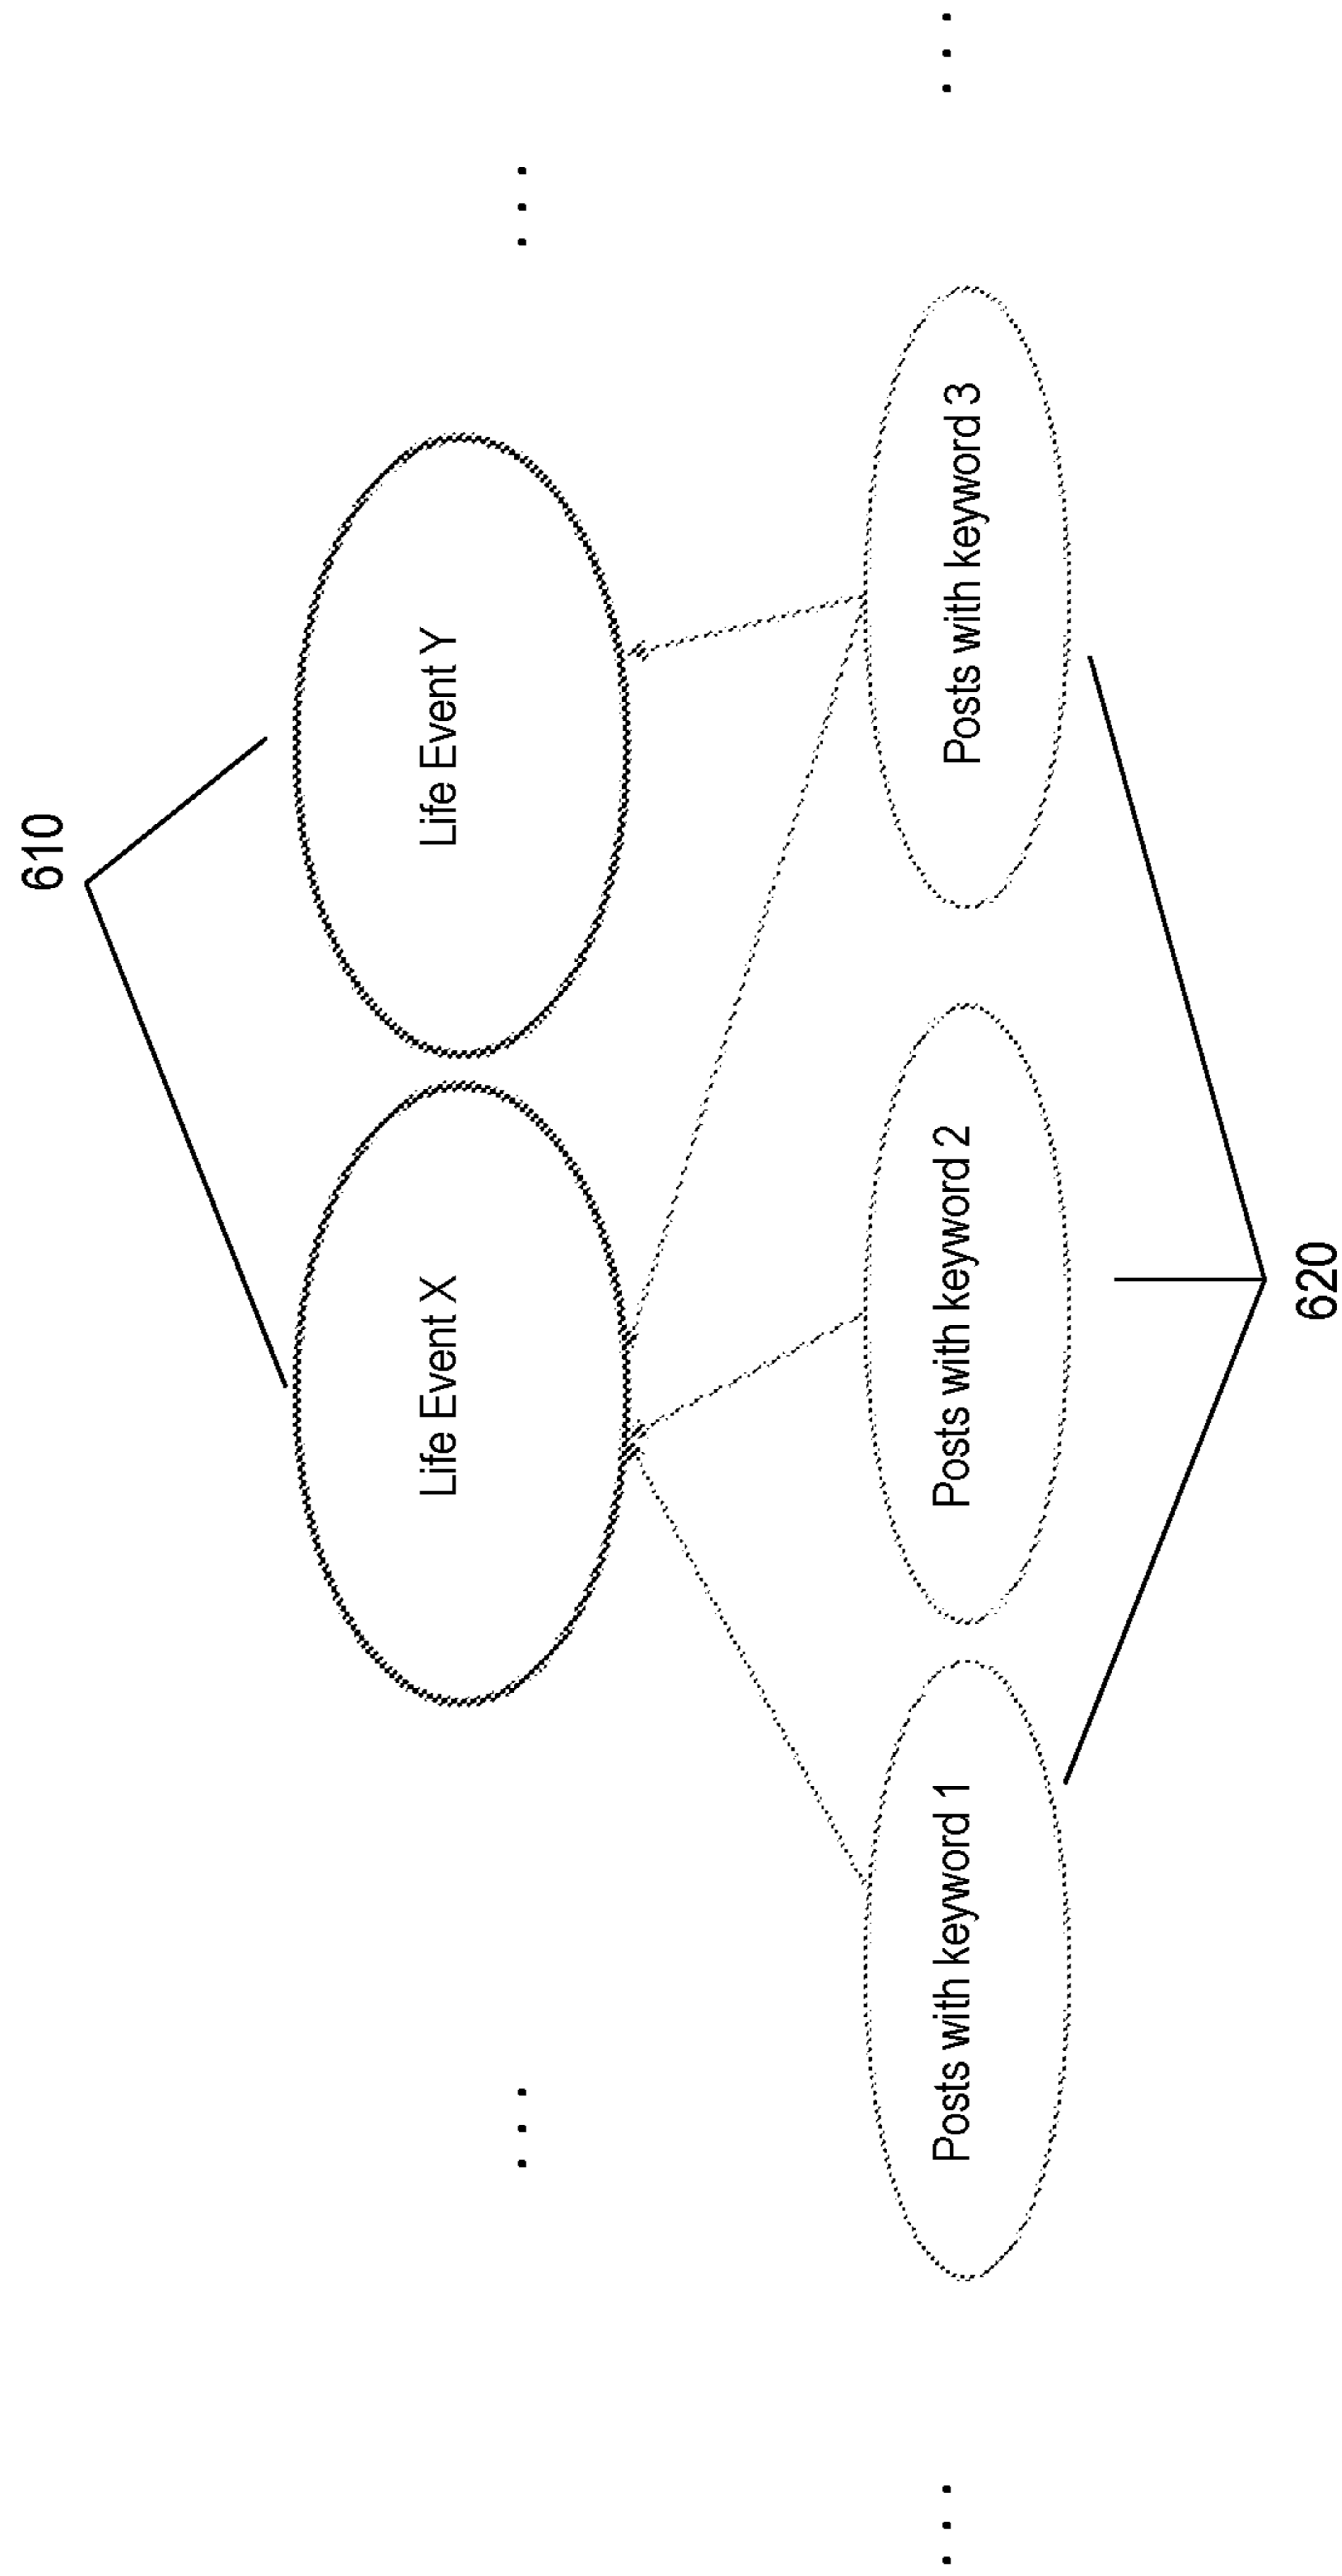 610
Life Event X
Life Event Y
...
...
Posts with keyword 1
Posts with keyword 2
Posts with keyword 3
...
...
620